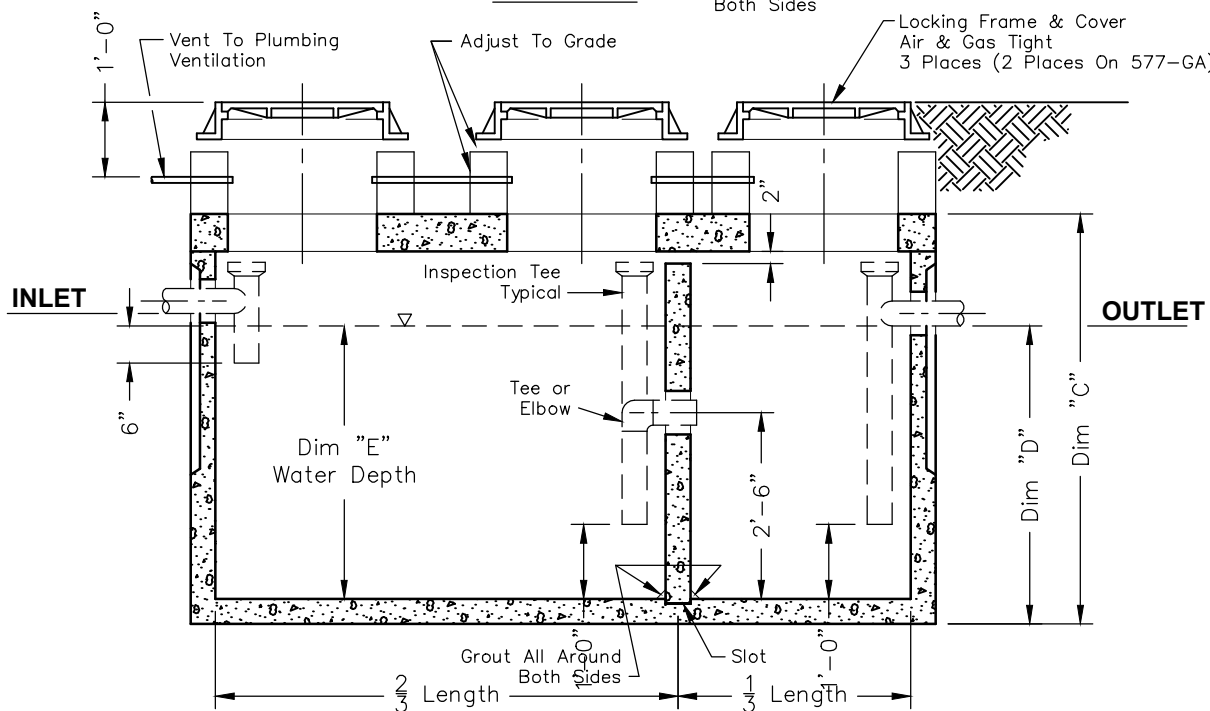 Both Sides
Locking Frame & Cover
Air & Gas Tight
3 Places (2 Places On 577-GA)
Vent To Plumbing
Ventilation
Adjust To Grade
1'-0"
2"
Inspection Tee
Typical
INLET
OUTLET
6"
Tee or
Elbow
Dim "E"
Water Depth
2'-6"
Dim "D"
Dim "C"
1'-0"
1'-0"
Grout All Around
Both Sides
Slot
2/3 Length
1/3 Length